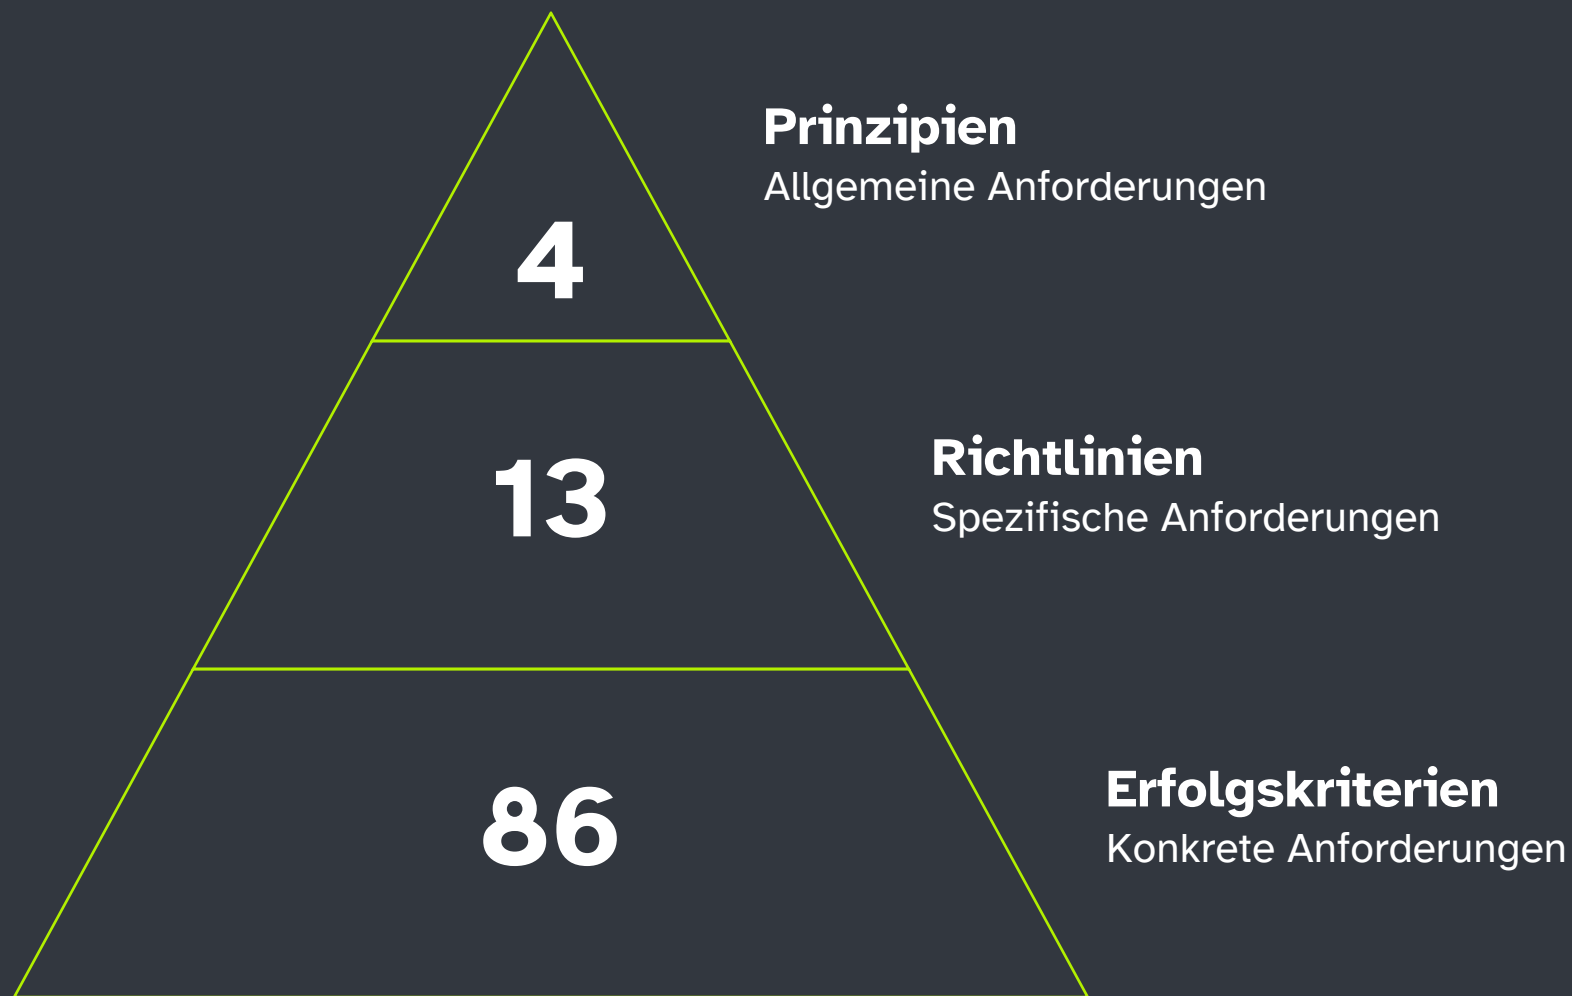 Prinzipien
Allgemeine Anforderungen
4
Richtlinien
Spezifische Anforderungen
13
Erfolgskriterien
Konkrete Anforderungen
86